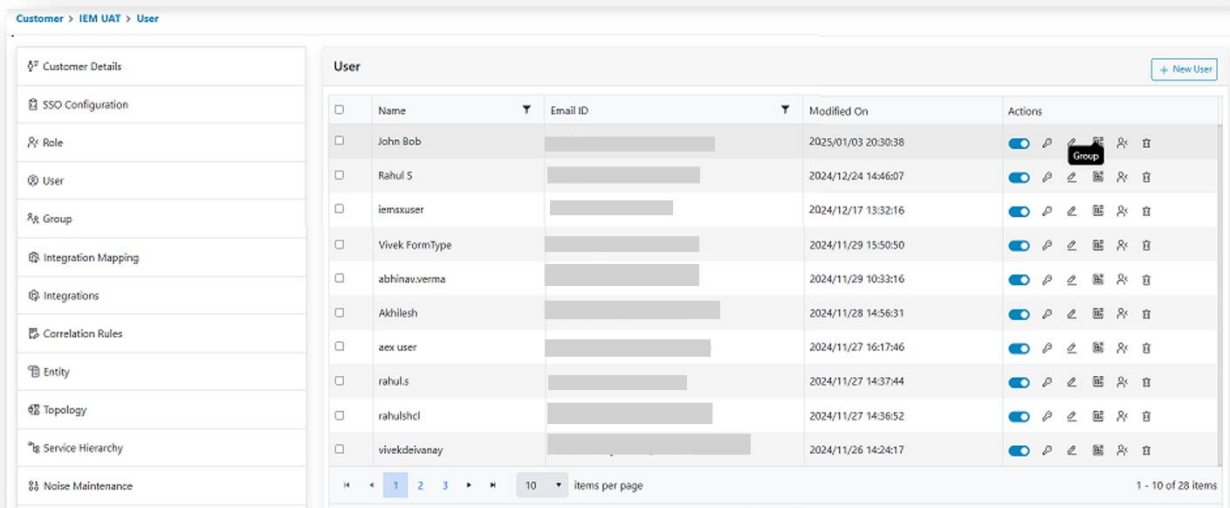 Customer > IEM UAT > User
Customer Details
SSO Configuration
Role
User
Group
Integration Mapping
Integrations
Correlation Rules
Entity
Topology
Service Hierarchy
Noise Maintenance
User
+ New User
Name Email ID Modified On Actions
John Bob 2025/01/03 20:30:38
Group
Rahul S 2024/12/24 14:46:07
iemsxuser 2024/12/17 13:32:16
Vivek FormType 2024/11/29 15:50:50
abhinav.verma 2024/11/29 10:33:16
Akhilesh 2024/11/28 14:56:31
aex user 2024/11/27 16:17:46
rahul.s 2024/11/27 14:37:44
rahulshcl 2024/11/27 14:36:52
vivekdeivanay 2024/11/26 14:24:17
1 2 3 10 items per page 1 - 10 of 28 items